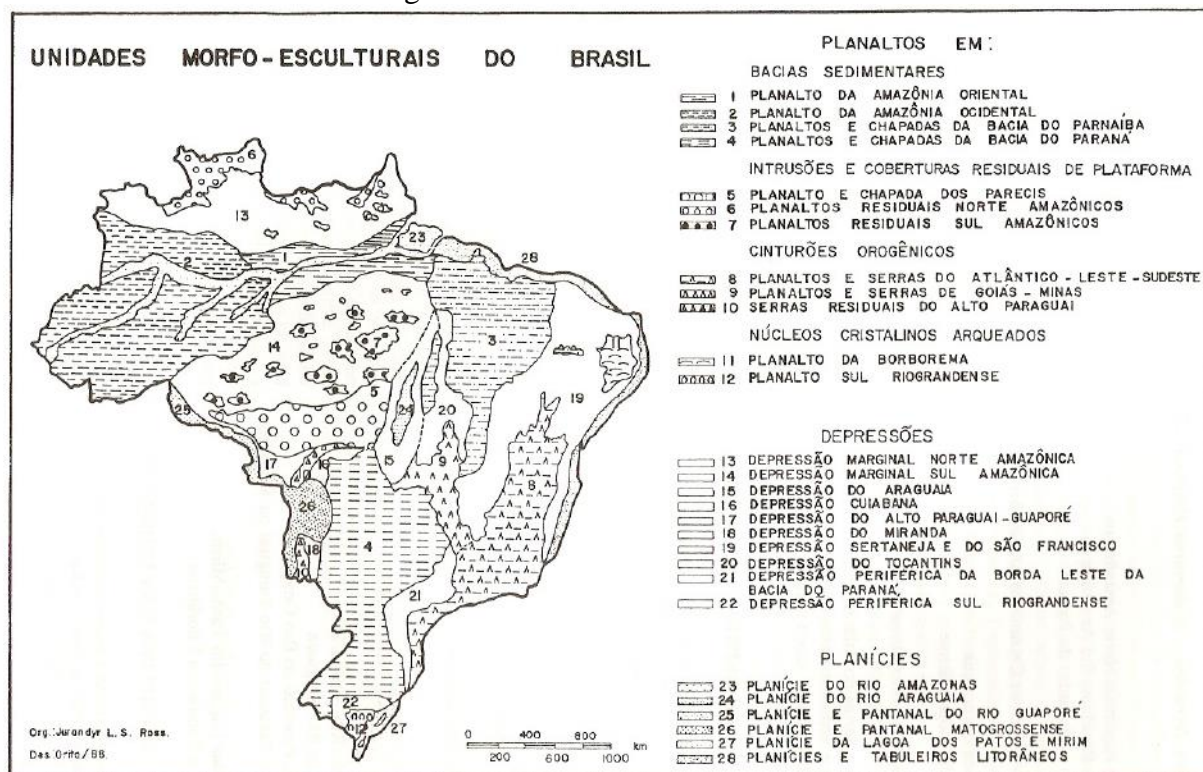 UNIDADES MORFO-ESCULTURAIS DO BRASIL
PLANALTOS EM:
BACIAS SEDIMENTARES
1 PLANALTO DA AMAZÔNIA ORIENTAL
2 PLANALTO DA AMAZÔNIA OCIDENTAL
3 PLANALTOS E CHAPADAS DA BACIA DO PARNAÍBA
4 PLANALTOS E CHAPADAS DA BACIA DO PARANÁ
INTRUSÕES E COBERTURAS RESIDUAIS DE PLATAFORMA
5 PLANALTO E CHAPADA DOS PARECIS
6 PLANALTOS RESIDUAIS NORTE AMAZÔNICOS
7 PLANALTOS RESIDUAIS SUL AMAZÔNICOS
CINTURÕES OROGÊNICOS
8 PLANALTOS E SERRAS DO ATLÂNTICO-LESTE-SUDESTE
9 PLANALTOS E SERRAS DE GOIÁS-MINAS
10 SERRAS RESIDUAIS DO ALTO PARAGUAI
NÚCLEOS CRISTALINOS ARQUEADOS
11 PLANALTO DA BORBOREMA
12 PLANALTO SUL RIOGRANDENSE
DEPRESSÕES
13 DEPRESSÃO MARGINAL NORTE AMAZÔNICA
14 DEPRESSÃO MARGINAL SUL AMAZÔNICA
15 DEPRESSÃO DO ARAGUAIA
16 DEPRESSÃO CUIABANA
17 DEPRESSÃO DO ALTO PARAGUAI-GUAPORÉ
18 DEPRESSÃO DO MIRANDA
19 DEPRESSÃO SERTANEJA E DO SÃO FRANCISCO
20 DEPRESSÃO DO TOCANTINS
21 DEPRESSÃO PERIFÉRICA DA BORDA LESTE DA
BACIA DO PARANÁ
22 DEPRESSÃO PERIFÉRICA SUL RIOGRANDENSE
PLANÍCIES
23 PLANÍCIE DO RIO AMAZONAS
24 PLANÍCIE DO RIO ARAGUAIA
25 PLANÍCIE E PANTANAL DO RIO GUAPORÉ
26 PLANÍCIE E PANTANAL MATOGROSSENSE
27 PLANÍCIE DA LAGOA DOS PATOS E MIRIM
28 PLANÍCIES E TABULEIROS LITORÂNEOS
6
13
23
28
1
2
3
14
5
19
24
20
25
15
9
17
16
8
26
4
18
21
22
12
27
Org.:Jurandyr L. S. Ross.
0 400 800
km
200 600 1000